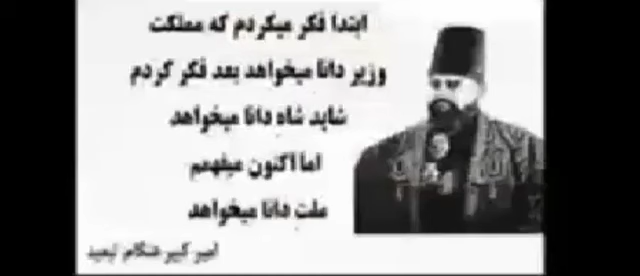 ابتدا فکر میکردم که مملکت
وزیر دانا میخواهد بعد فکر کردم
شاید شاه دانا میخواهد
اما اکنون میفهمم
ملت دانا میخواهد
امیر کبیر هنگام تبعید